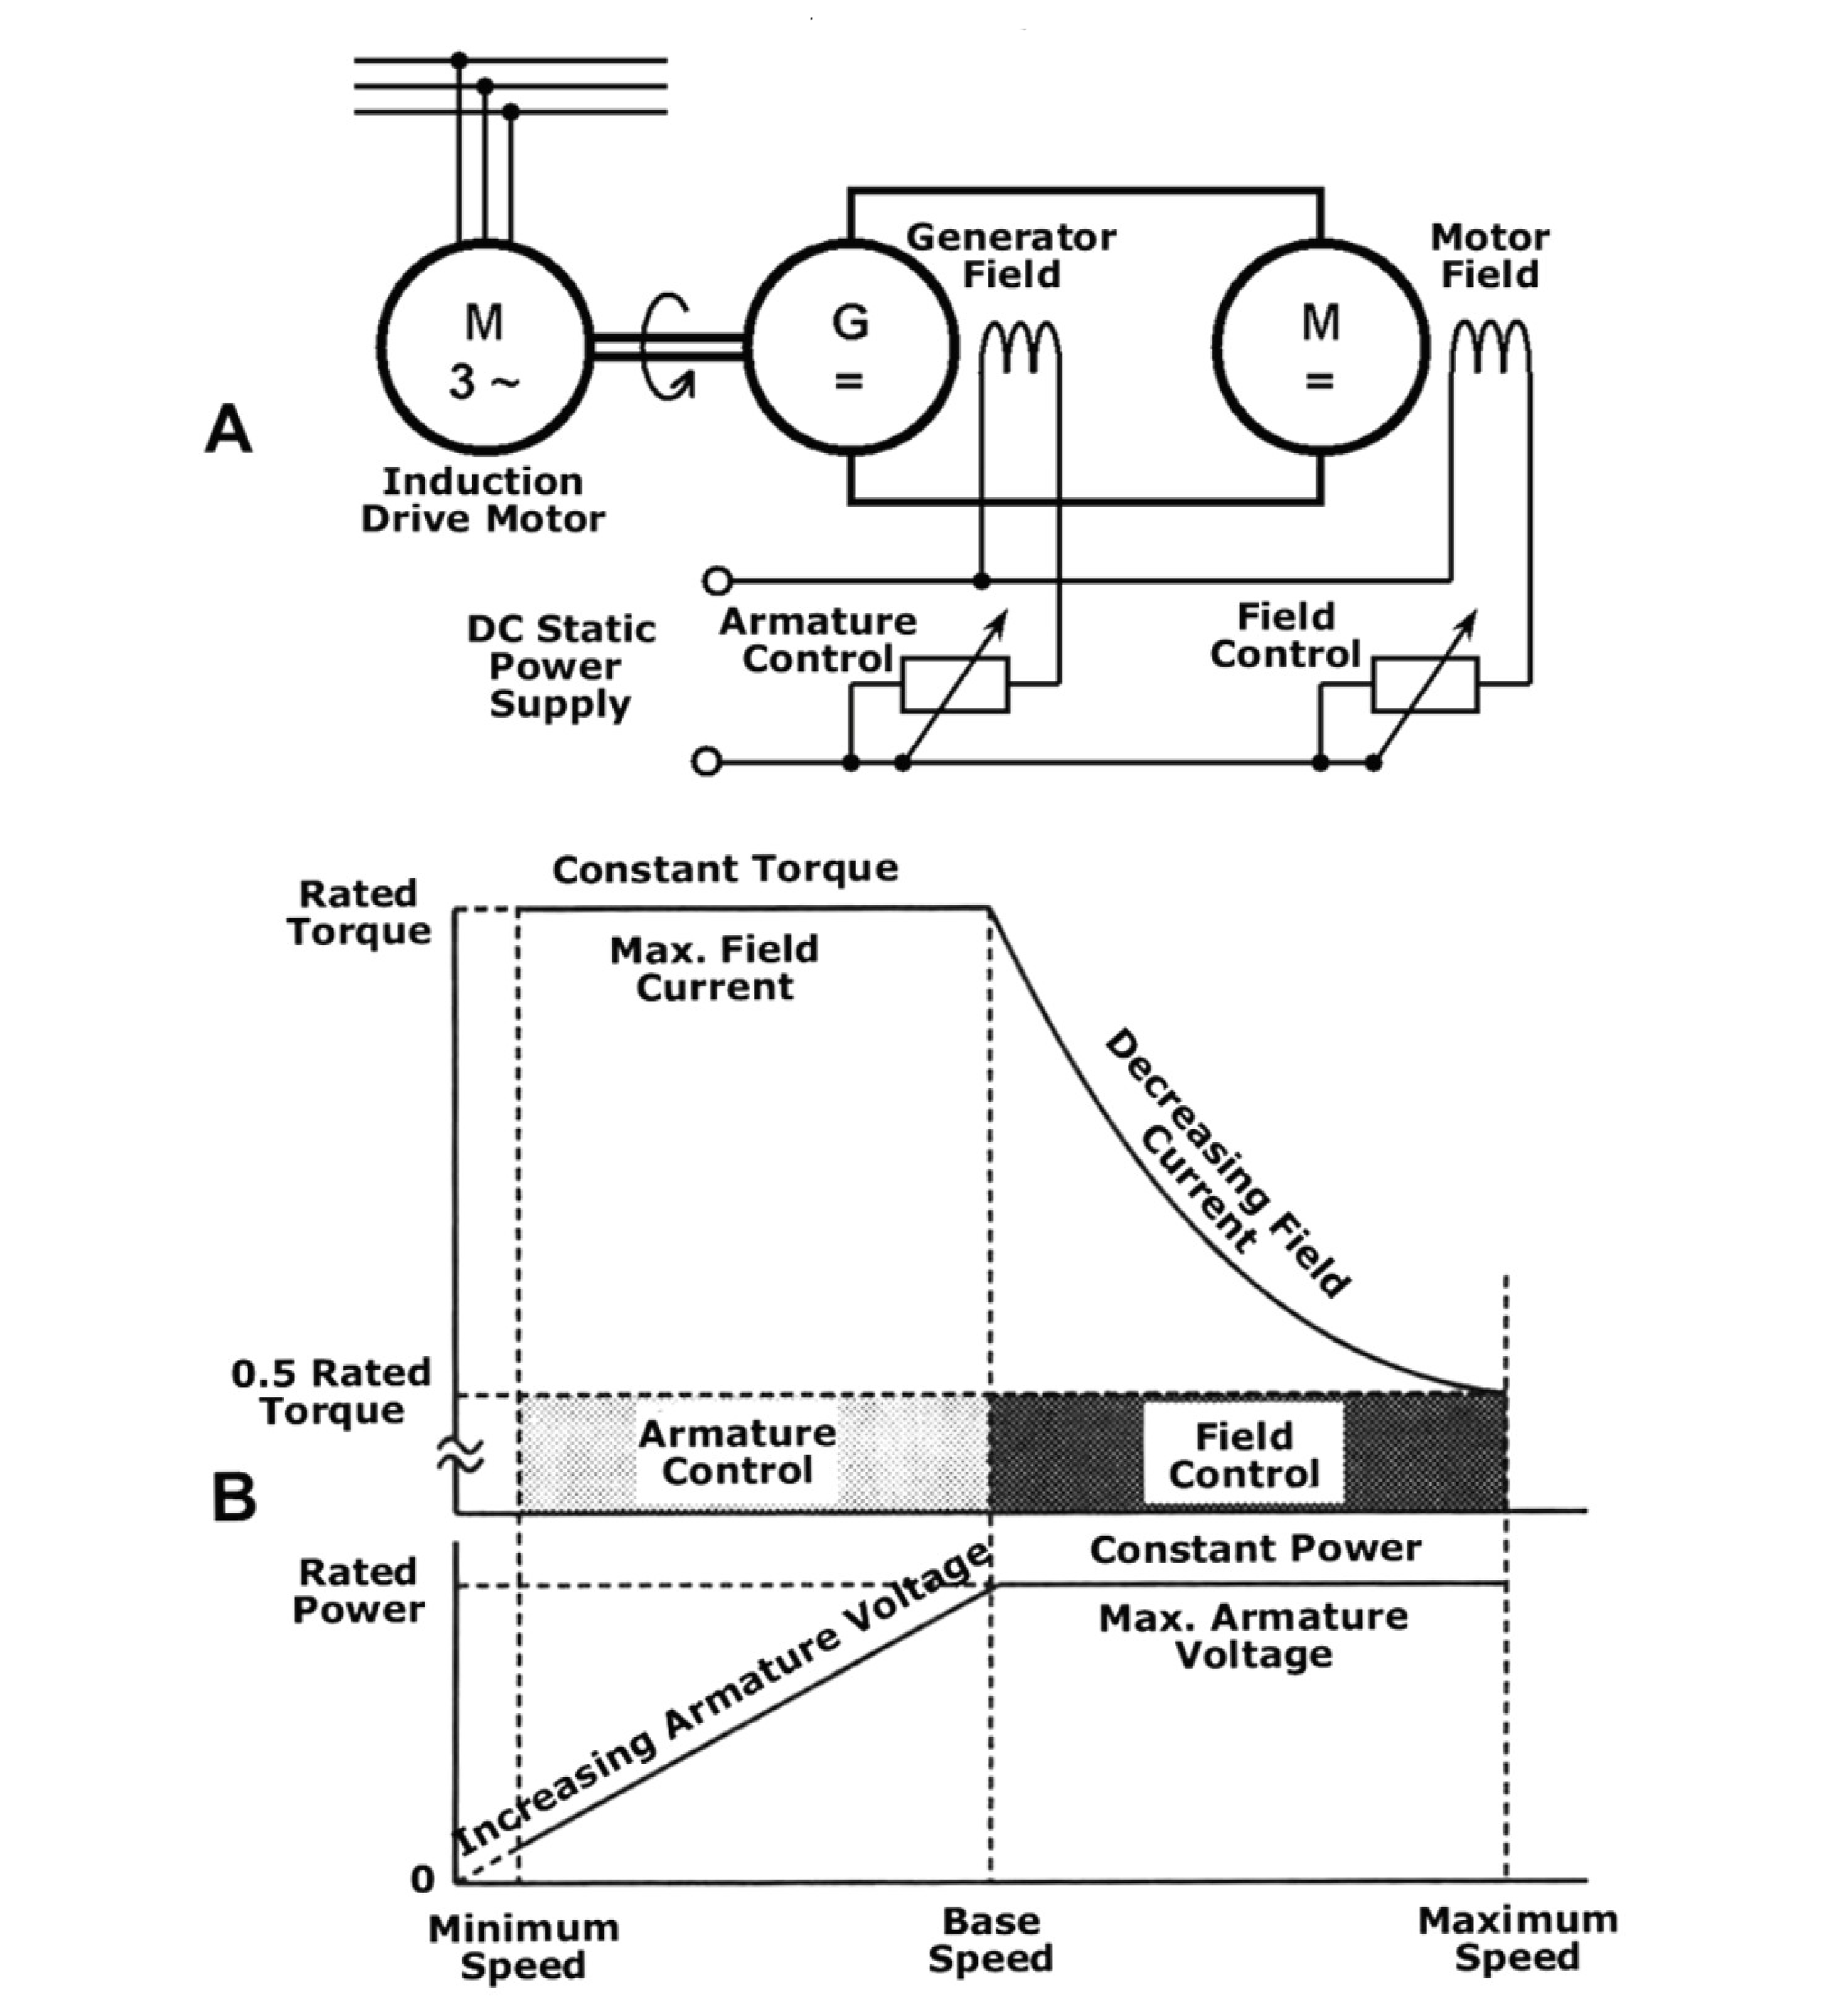 Generator
Field
Motor
Field
M
3 ~
G
=
M
=
A
Induction
Drive Motor
DC Static
Power
Supply
Armature
Control
Field
Control
Constant Torque
Rated
Torque
Max. Field
Current
Decreasing Field
Current
0.5 Rated
Torque
Armature
Control
Field
Control
B
Rated
Power
Increasing Armature Voltage
Constant Power
Max. Armature
Voltage
0
Minimum
Speed
Base
Speed
Maximum
Speed